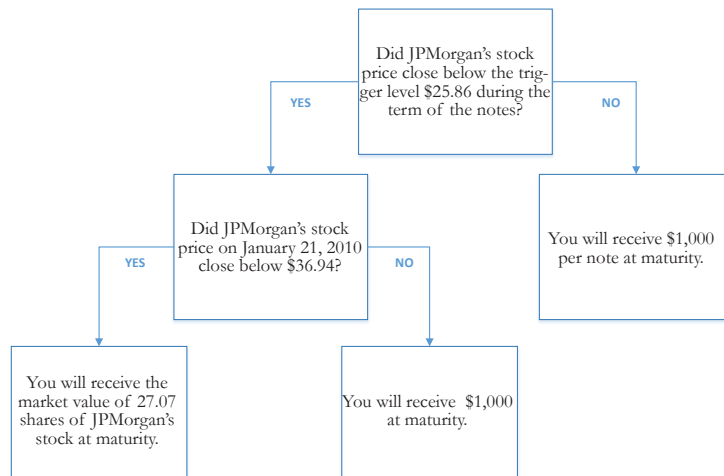 Did JPMorgan's stock
price close below the trig-
ger level $25.86 during the
term of the notes?
YES
NO
Did JPMorgan's stock
price on January 21, 2010
close below $36.94?
You will receive $1,000
per note at maturity.
YES
NO
You will receive the
market value of 27.07
shares of JPMorgan's
stock at maturity.
You will receive $1,000
at maturity.